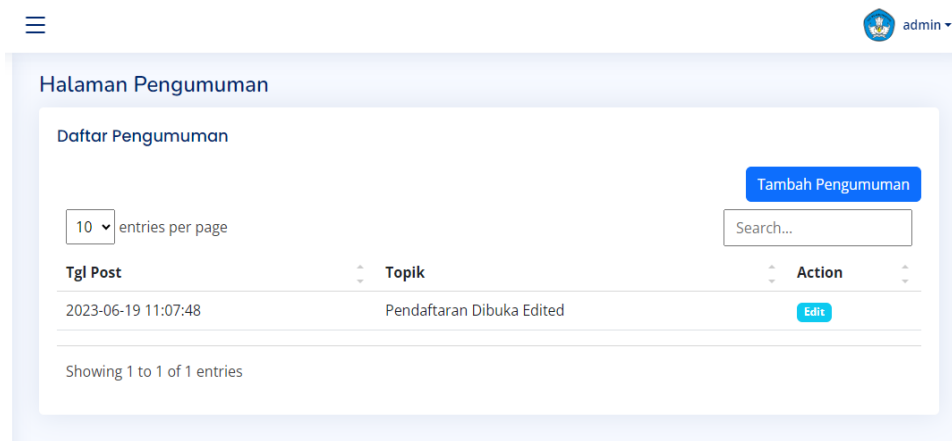 admin
Halaman Pengumuman
Daftar Pengumuman
Tambah Pengumuman
10 entries per page
Search...
Tgl Post Topik Action
2023-06-19 11:07:48 Pendaftaran Dibuka Edited Edit
Showing 1 to 1 of 1 entries